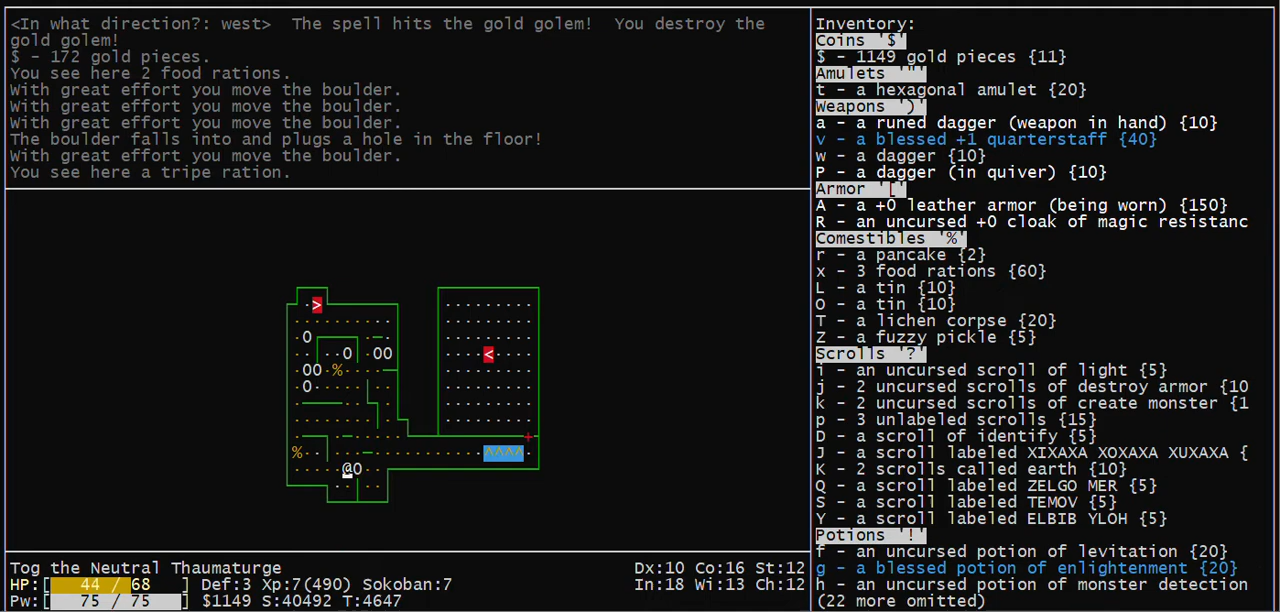 <In what direction?: west>  The spell hits the gold golem!  You destroy the
gold golem!
$ - 172 gold pieces.
You see here 2 food rations.
With great effort you move the boulder.
With great effort you move the boulder.
With great effort you move the boulder.
The boulder falls into and plugs a hole in the floor!
With great effort you move the boulder.
You see here a tripe ration.
>
0
0 00
<
00 %
0
+
% ^^^^
@0
Tog the Neutral Thaumaturge Dx:10 Co:16 St:12
HP:[ 44 / 68 ] Def:3 Xp:7(490) Sokoban:7 In:18 Wi:13 Ch:12
Pw:[ 75 / 75 ] $1149 S:40492 T:4647
Inventory:
Coins '$'
$ - 1149 gold pieces {11}
Amulets '"'
t - a hexagonal amulet {20}
Weapons ')'
a - a runed dagger (weapon in hand) {10}
v - a blessed +1 quarterstaff {40}
w - a dagger {10}
P - a dagger (in quiver) {10}
Armor '['
A - a +0 leather armor (being worn) {150}
R - an uncursed +0 cloak of magic resistanc
Comestibles '%'
r - a pancake {2}
x - 3 food rations {60}
L - a tin {10}
O - a tin {10}
T - a lichen corpse {20}
Z - a fuzzy pickle {5}
Scrolls '?'
i - an uncursed scroll of light {5}
j - 2 uncursed scrolls of destroy armor {10
k - 2 uncursed scrolls of create monster {1
p - 3 unlabeled scrolls {15}
D - a scroll of identify {5}
J - a scroll labeled XIXAXA XOXAXA XUXAXA {
K - 2 scrolls called earth {10}
Q - a scroll labeled ZELGO MER {5}
S - a scroll labeled TEMOV {5}
Y - a scroll labeled ELBIB YLOH {5}
Potions '!'
f - an uncursed potion of levitation {20}
g - a blessed potion of enlightenment {20}
h - an uncursed potion of monster detection
(22 more omitted)